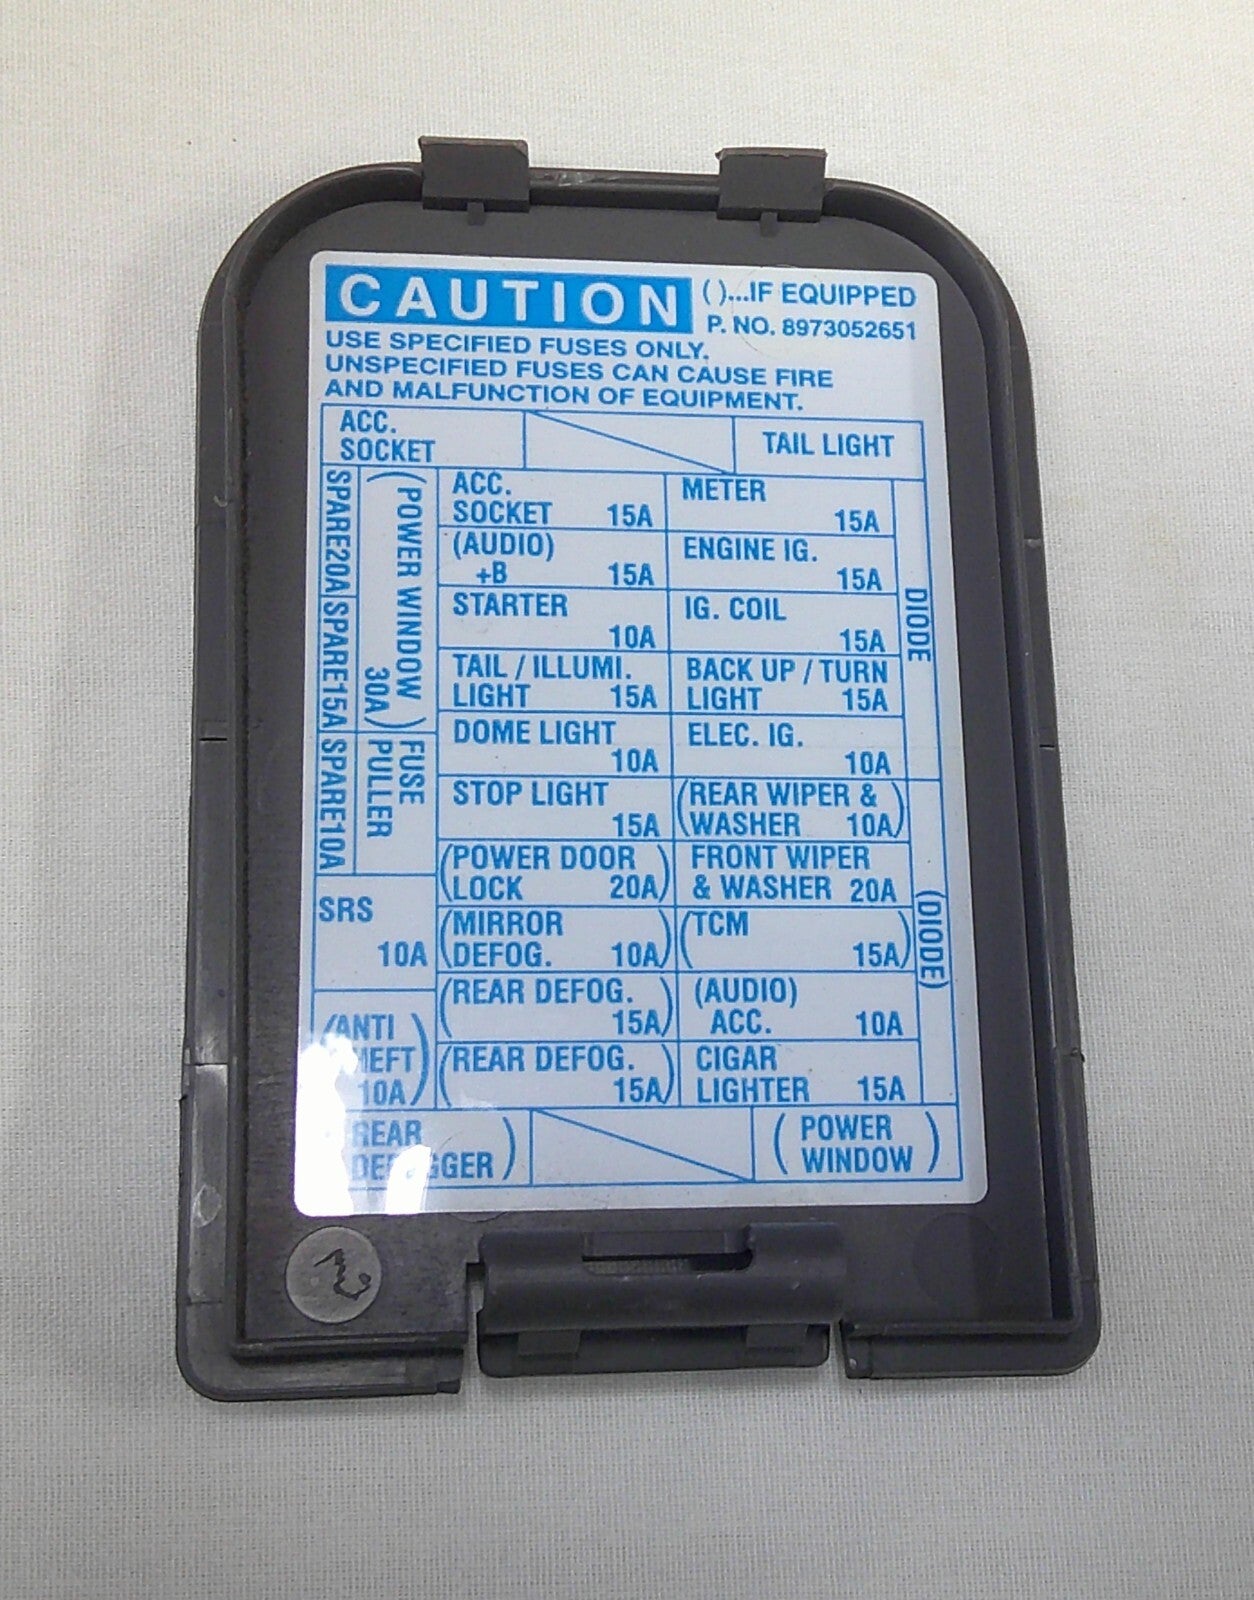 CAUTION
()...IF EQUIPPED
P. NO. 8973052651
USE SPECIFIED FUSES ONLY.
UNSPECIFIED FUSES CAN CAUSE FIRE
AND MALFUNCTION OF EQUIPMENT.
ACC.
SOCKET
TAIL LIGHT
SPARE20A
SPARE15A
SPARE10A
(POWER WINDOW
30A)
FUSE
PULLER
SRS
10A
(ANTI
10A)
ACC.
SOCKET 15A
(AUDIO)
+B 15A
STARTER
10A
TAIL / ILLUMI.
LIGHT 15A
DOME LIGHT
10A
STOP LIGHT
15A
(POWER DOOR
LOCK 20A)
(MIRROR
DEFOG. 10A)
(REAR DEFOG.
15A)
(REAR DEFOG.
15A)
METER
15A
ENGINE IG.
15A
IG. COIL
15A
BACK UP / TURN
LIGHT 15A
ELEC. IG.
10A
(REAR WIPER &
WASHER 10A)
FRONT WIPER
& WASHER 20A
(TCM
15A)
(AUDIO)
ACC. 10A
CIGAR
LIGHTER 15A
DIODE
(DIODE)
REAR
(POWER
WINDOW)